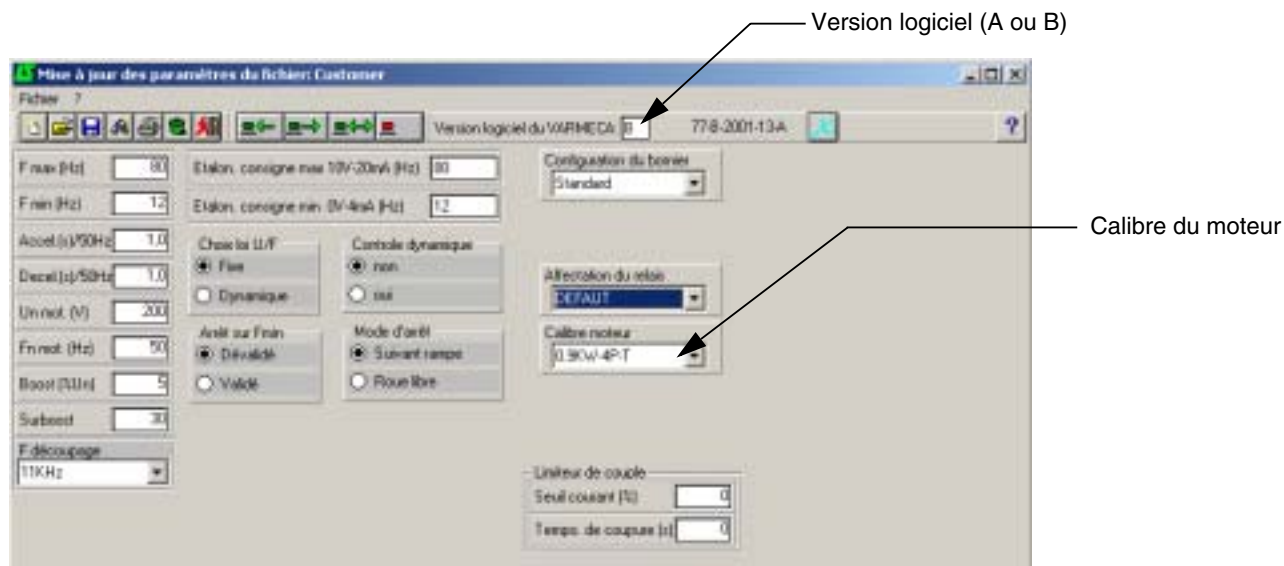 Version logiciel (A ou B)
Mise à jour des paramètres du fichier: Customer
Fichier ?
Version logiciel du VARMECA: B 77-8-2001-13-A ?
F max (Hz) 80
Etalon. consigne max 10V-20mA (Hz) 80
Configuration du bornier
Standard
F min (Hz) 12
Etalon. consigne min 0V-4mA (Hz) 12
Accel.(s)/50Hz 1,0
Choix loi U/F
Fixe
Dynamique
Controle dynamique
non
oui
Calibre du moteur
Decel.(s)/50Hz 1,0
Affectation du relais
DEFAUT
Un mot. (V) 200
Arrêt sur Fmin
Dévalidé
Validé
Mode d'arrêt
Suivant rampe
Roue libre
Calibre moteur
0.9KW-4P-T
Fn mot. (Hz) 50
Boost (%Un) 5
Surboost 30
F découpage
11KHz
Limiteur de couple
Seuil courant (%) 0
Temps. de coupure (s) 0